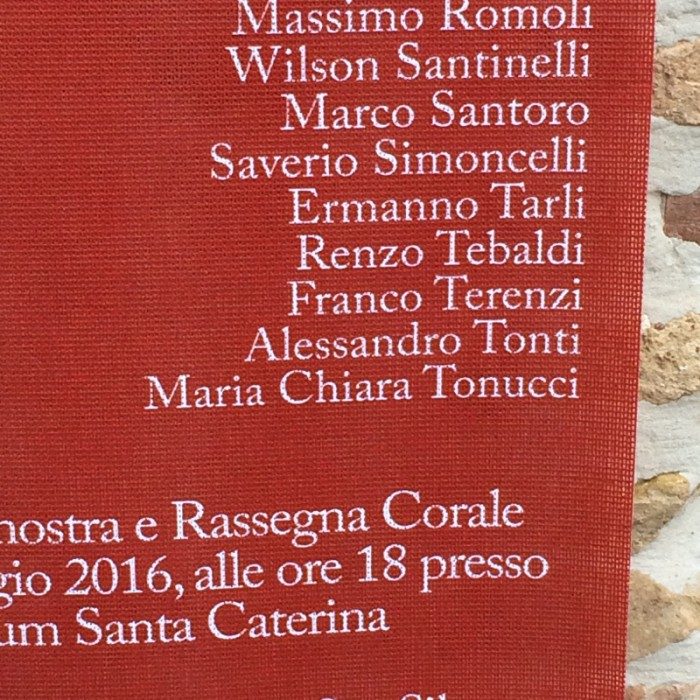 Massimo Romoli
Wilson Santinelli
Marco Santoro
Saverio Simoncelli
Ermanno Tarli
Renzo Tebaldi
Franco Terenzi
Alessandro Tonti
Maria Chiara Tonucci
nostra e Rassegna Corale
gio 2016, alle ore 18 presso
um Santa Caterina